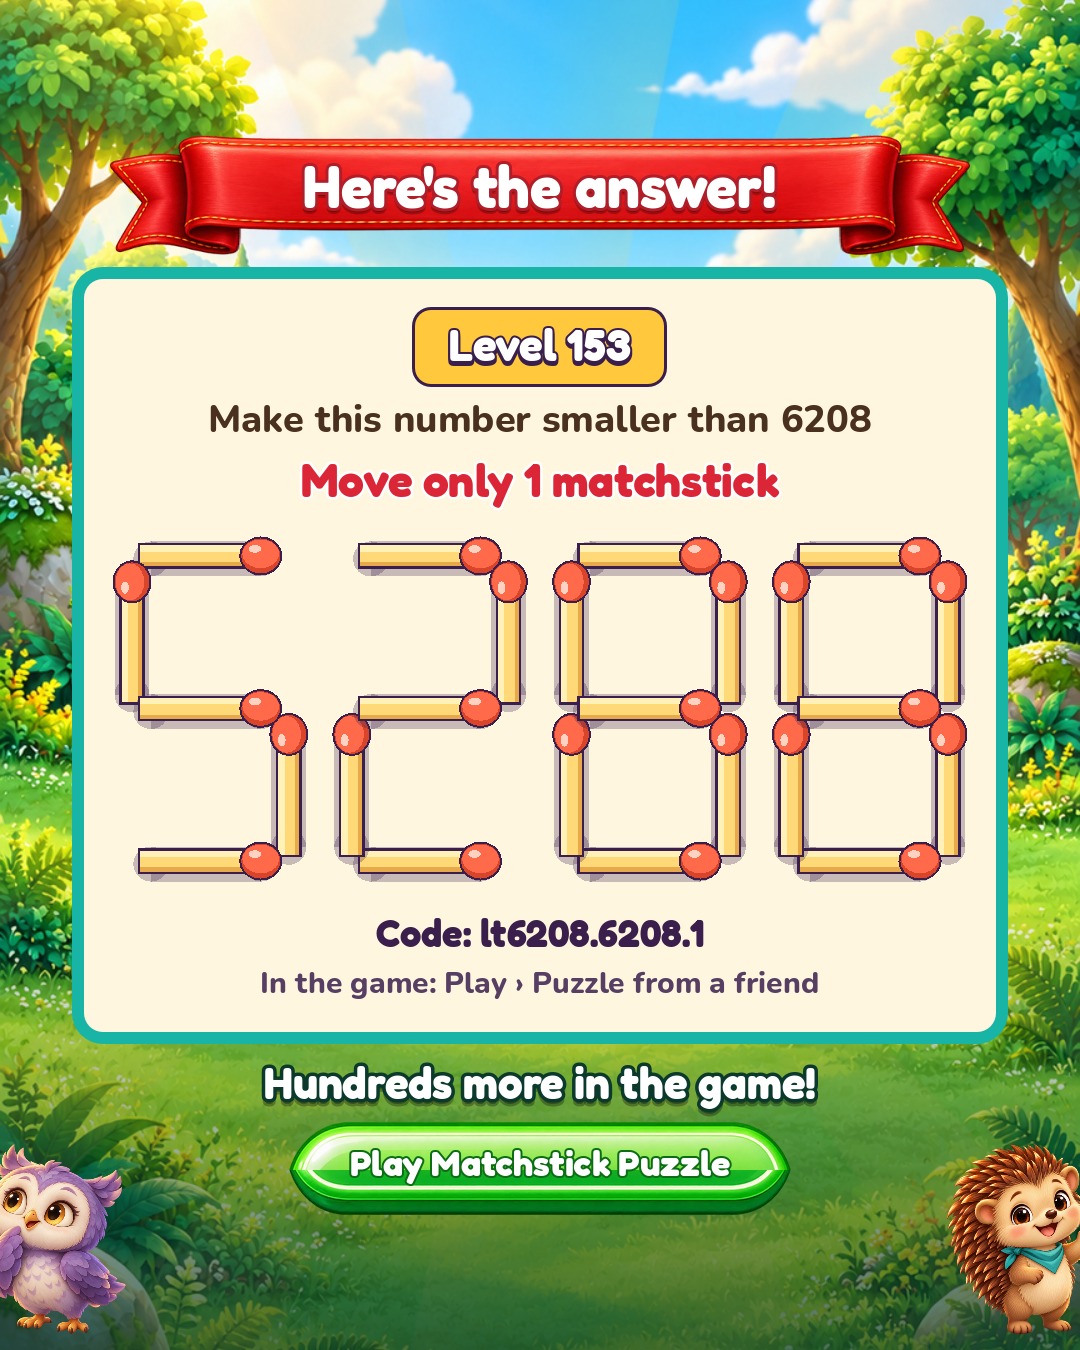 Here's the answer!
Level 153
Make this number smaller than 6208
Move only 1 matchstick
5288
Code: lt6208.6208.1
In the game: Play › Puzzle from a friend
Hundreds more in the game!
Play Matchstick Puzzle